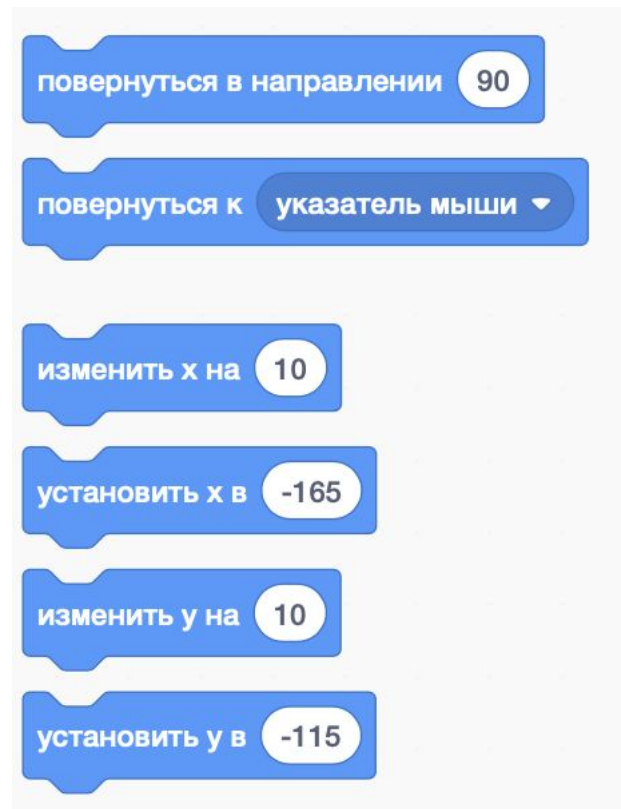 повернуться в направлении 90
повернуться к указатель мыши
изменить х на 10
установить х в -165
изменить у на 10
установить у в -115